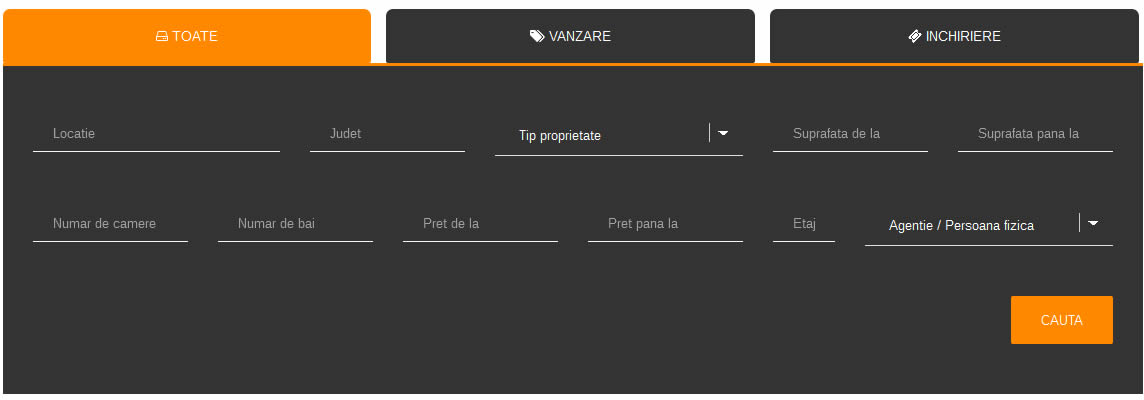 TOATE
VANZARE
INCHIRIERE
Locatie
Judet
Tip proprietate
Suprafata de la
Suprafata pana la
Numar de camere
Numar de bai
Pret de la
Pret pana la
Etaj
Agentie / Persoana fizica
CAUTA